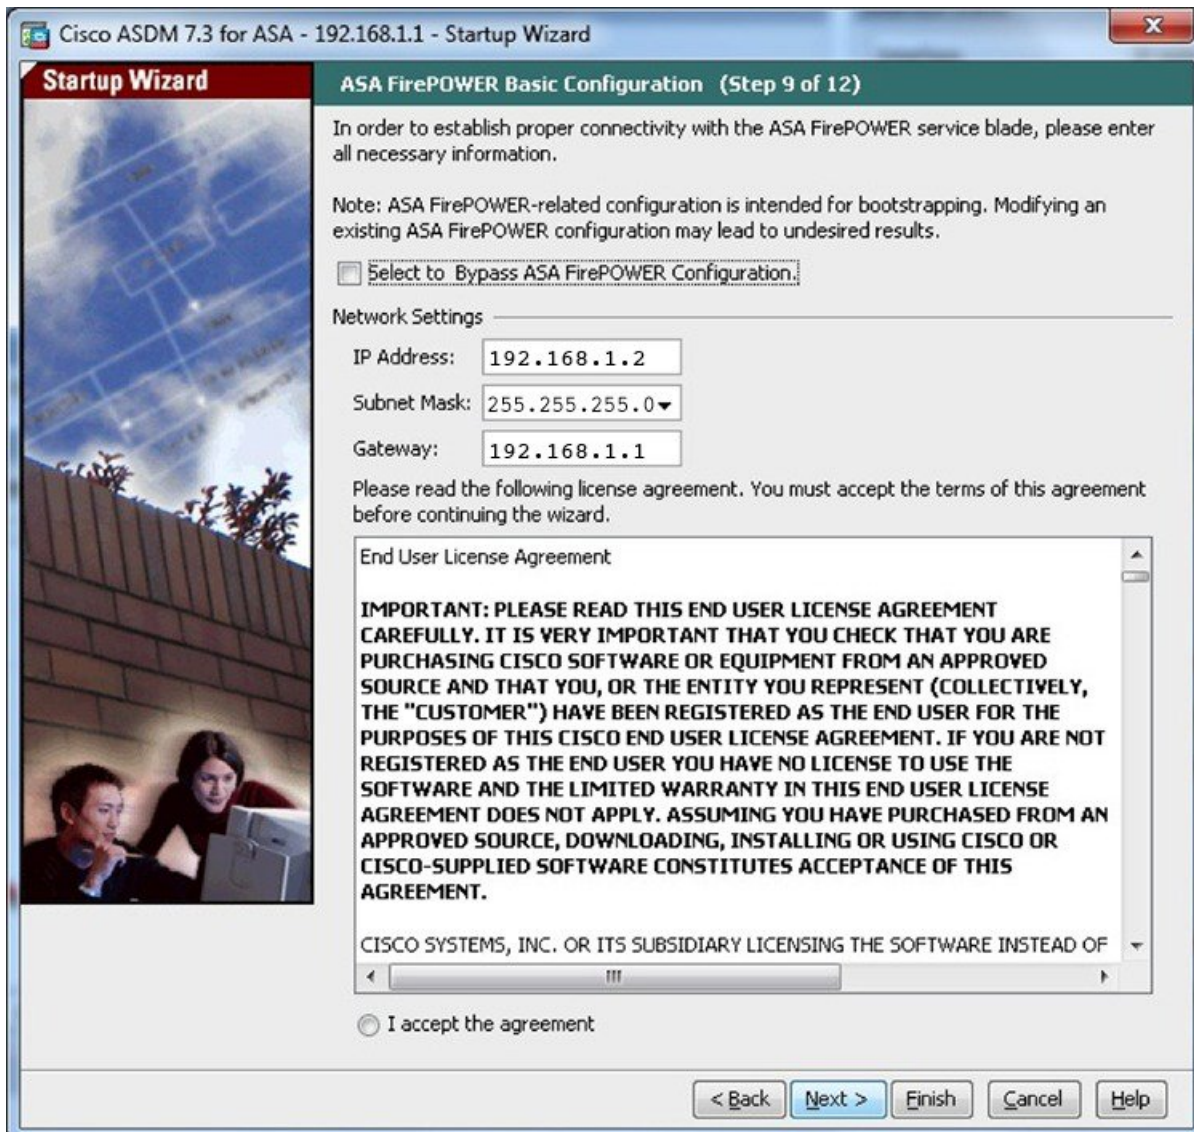 Cisco ASDM 7.3 for ASA - 192.168.1.1 - Startup Wizard
Startup Wizard
ASA FirePOWER Basic Configuration (Step 9 of 12)
In order to establish proper connectivity with the ASA FirePOWER service blade, please enter
all necessary information.
Note: ASA FirePOWER-related configuration is intended for bootstrapping. Modifying an
existing ASA FirePOWER configuration may lead to undesired results.
Select to Bypass ASA FirePOWER Configuration.
Network Settings
IP Address: 192.168.1.2
Subnet Mask: 255.255.255.0
Gateway: 192.168.1.1
Please read the following license agreement. You must accept the terms of this agreement
before continuing the wizard.
End User License Agreement
IMPORTANT: PLEASE READ THIS END USER LICENSE AGREEMENT
CAREFULLY. IT IS VERY IMPORTANT THAT YOU CHECK THAT YOU ARE
PURCHASING CISCO SOFTWARE OR EQUIPMENT FROM AN APPROVED
SOURCE AND THAT YOU, OR THE ENTITY YOU REPRESENT (COLLECTIVELY,
THE "CUSTOMER") HAVE BEEN REGISTERED AS THE END USER FOR THE
PURPOSES OF THIS CISCO END USER LICENSE AGREEMENT. IF YOU ARE NOT
REGISTERED AS THE END USER YOU HAVE NO LICENSE TO USE THE
SOFTWARE AND THE LIMITED WARRANTY IN THIS END USER LICENSE
AGREEMENT DOES NOT APPLY. ASSUMING YOU HAVE PURCHASED FROM AN
APPROVED SOURCE, DOWNLOADING, INSTALLING OR USING CISCO OR
CISCO-SUPPLIED SOFTWARE CONSTITUTES ACCEPTANCE OF THIS
AGREEMENT.
CISCO SYSTEMS, INC. OR ITS SUBSIDIARY LICENSING THE SOFTWARE INSTEAD OF
I accept the agreement
< Back Next > Finish Cancel Help